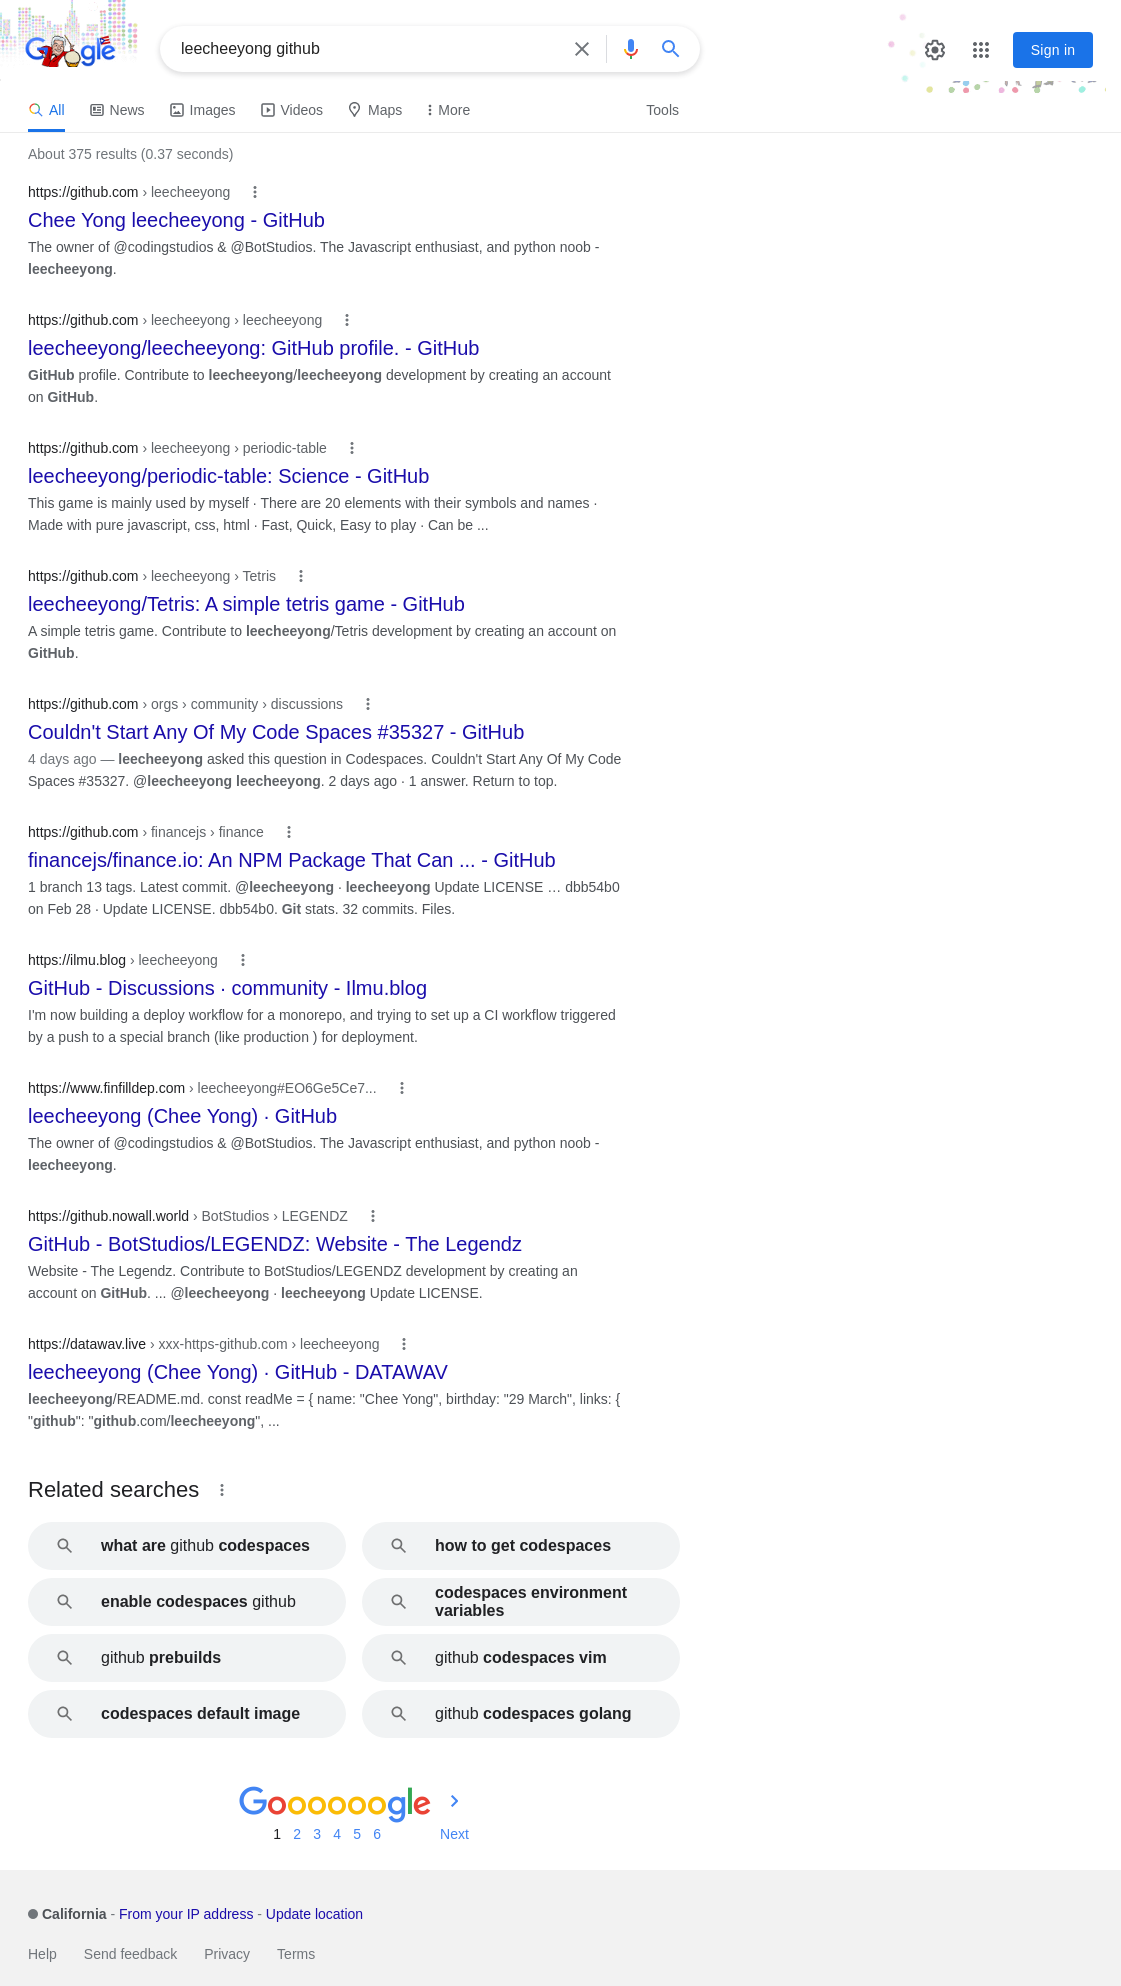 Google
leecheeyong github
Sign in
All News Images Videos Maps More Tools
About 375 results (0.37 seconds)
https://github.com › leecheeyong
Chee Yong leecheeyong - GitHub
The owner of @codingstudios & @BotStudios. The Javascript enthusiast, and python noob -
leecheeyong.
https://github.com › leecheeyong › leecheeyong
leecheeyong/leecheeyong: GitHub profile. - GitHub
GitHub profile. Contribute to leecheeyong/leecheeyong development by creating an account
on GitHub.
https://github.com › leecheeyong › periodic-table
leecheeyong/periodic-table: Science - GitHub
This game is mainly used by myself · There are 20 elements with their symbols and names ·
Made with pure javascript, css, html · Fast, Quick, Easy to play · Can be ...
https://github.com › leecheeyong › Tetris
leecheeyong/Tetris: A simple tetris game - GitHub
A simple tetris game. Contribute to leecheeyong/Tetris development by creating an account on
GitHub.
https://github.com › orgs › community › discussions
Couldn't Start Any Of My Code Spaces #35327 - GitHub
4 days ago — leecheeyong asked this question in Codespaces. Couldn't Start Any Of My Code
Spaces #35327. @leecheeyong leecheeyong. 2 days ago · 1 answer. Return to top.
https://github.com › financejs › finance
financejs/finance.io: An NPM Package That Can ... - GitHub
1 branch 13 tags. Latest commit. @leecheeyong · leecheeyong Update LICENSE … dbb54b0
on Feb 28 · Update LICENSE. dbb54b0. Git stats. 32 commits. Files.
https://ilmu.blog › leecheeyong
GitHub - Discussions · community - Ilmu.blog
I'm now building a deploy workflow for a monorepo, and trying to set up a CI workflow triggered
by a push to a special branch (like production ) for deployment.
https://www.finfilldep.com › leecheeyong#EO6Ge5Ce7...
leecheeyong (Chee Yong) · GitHub
The owner of @codingstudios & @BotStudios. The Javascript enthusiast, and python noob -
leecheeyong.
https://github.nowall.world › BotStudios › LEGENDZ
GitHub - BotStudios/LEGENDZ: Website - The Legendz
Website - The Legendz. Contribute to BotStudios/LEGENDZ development by creating an
account on GitHub. ... @leecheeyong · leecheeyong Update LICENSE.
https://datawav.live › xxx-https-github.com › leecheeyong
leecheeyong (Chee Yong) · GitHub - DATAWAV
leecheeyong/README.md. const readMe = { name: "Chee Yong", birthday: "29 March", links: {
"github": "github.com/leecheeyong", ...
Related searches
what are github codespaces
how to get codespaces
enable codespaces github
codespaces environment
variables
github prebuilds
github codespaces vim
codespaces default image
github codespaces golang
Goooooogle
1 2 3 4 5 6 Next
California - From your IP address - Update location
Help Send feedback Privacy Terms